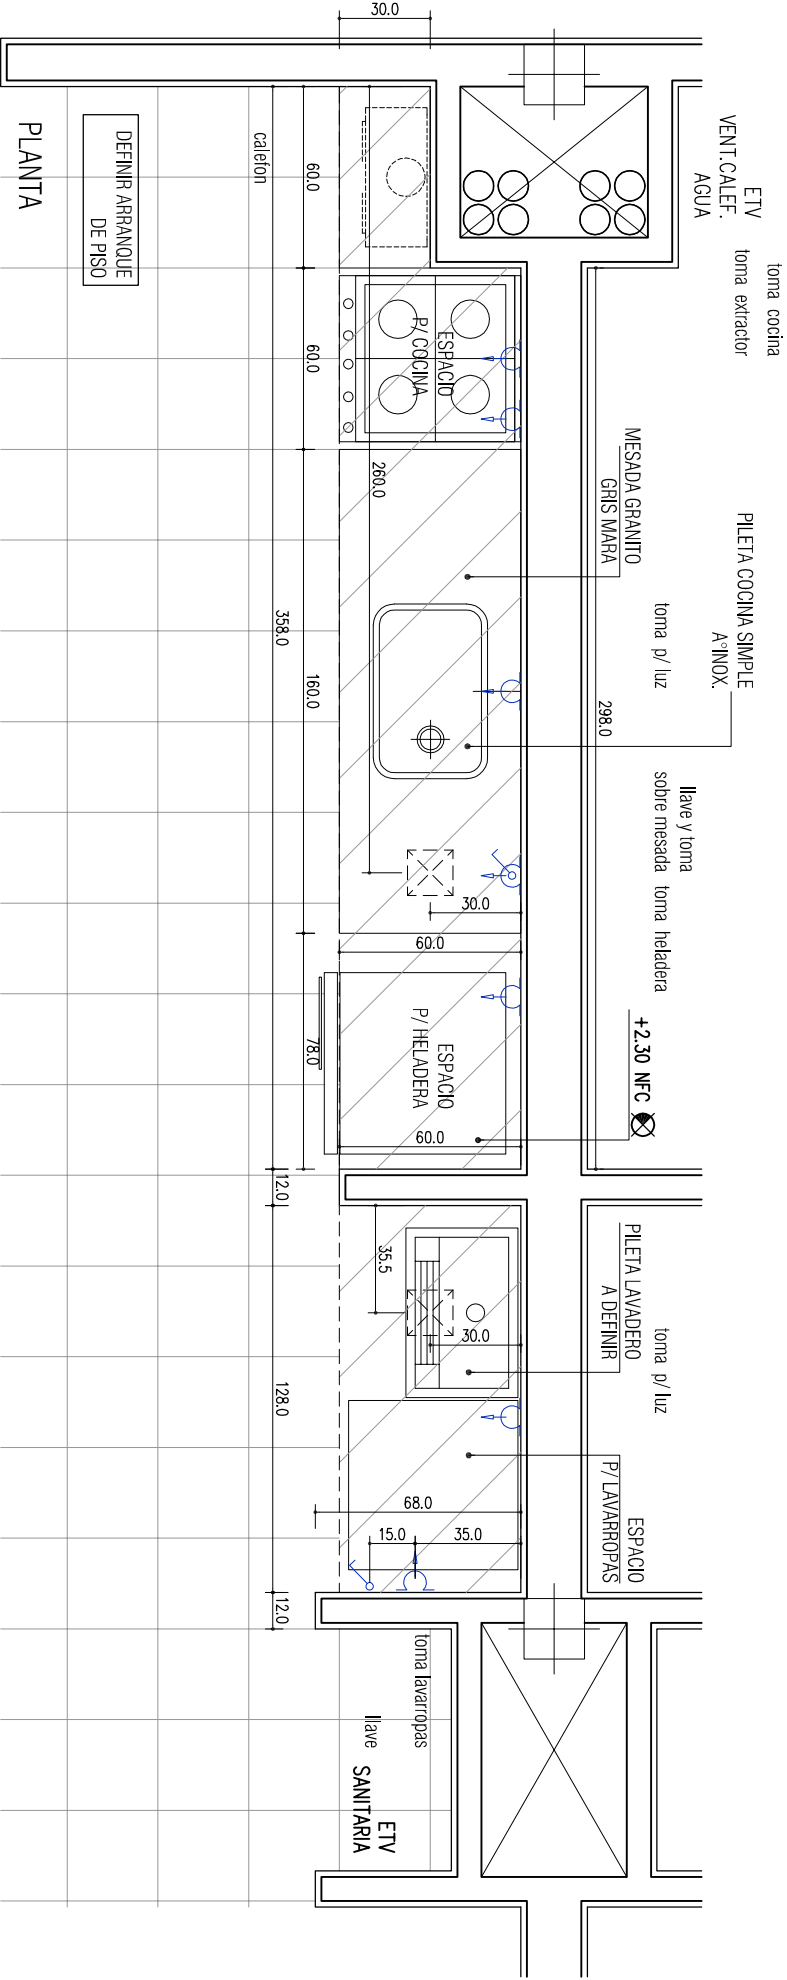 ETV
VENT.CALEF.
AGUA
toma cocina
toma extractor
MESADA GRANITO
GRIS MARA
PILETA COCINA SIMPLE
A°INOX.
toma p/ luz
298.0
llave y toma
sobre mesada
toma heladera
+2.30 NFC
PILETA LAVADERO
A DEFINIR
toma p/ luz
ESPACIO
P/ LAVARROPAS
30.0
ESPACIO
P/ COCINA
260.0
30.0
60.0
ESPACIO
P/ HELADERA
60.0
35.5
30.0
68.0
15.0
35.0
toma lavarropas
llave
ETV
SANITARIA
60.0
60.0
160.0
78.0
358.0
12.0
128.0
12.0
calefon
DEFINIR ARRANQUE
DE PISO
PLANTA